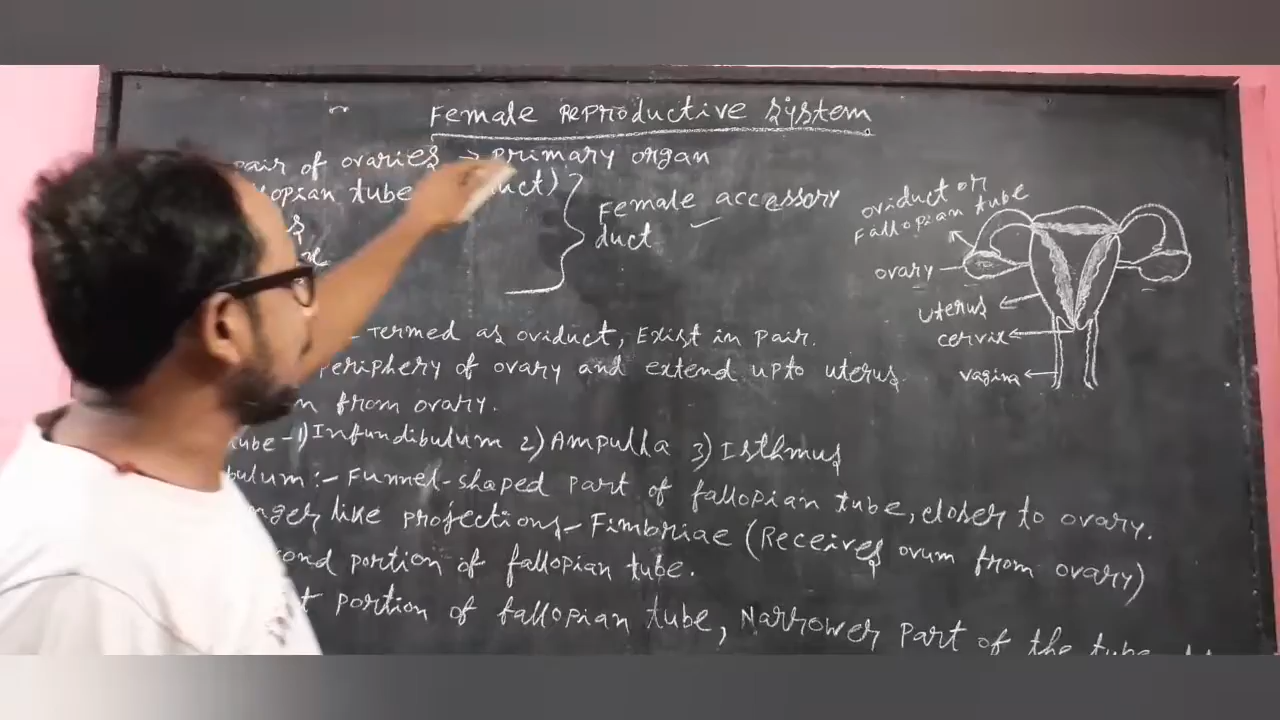 Female Reproductive System
pair of ovaries → Primary organ
Fallopian tube duct)
Female accessory
duct
Termed as oviduct, Exist in pair.
periphery of ovary and extend upto uterus
from ovary.
tube - 1) Infundibulum 2) Ampulla 3) Isthmus
bulum :- Funnel-shaped part of fallopian tube, closer to ovary.
nger like projections - Fimbriae (Receives ovum from ovary)
ond portion of fallopian tube.
portion of fallopian tube, Narrower part of the tube
oviduct or
Fallopian tube
ovary
uterus
cervix
vagina